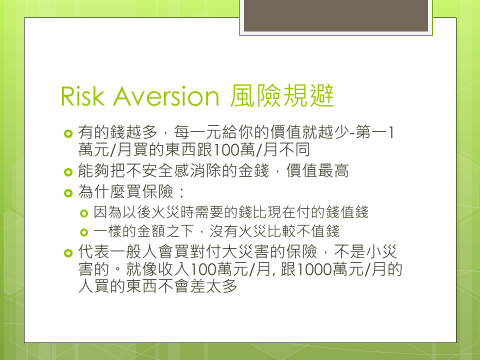 Risk Aversion 風險規避
有的錢越多，每一元給你的價值就越少-第一1
萬元/月買的東西跟100萬/月不同
能夠把不安全感消除的金錢，價值最高
為什麼買保險：
因為以後火災時需要的錢比現在付的錢值錢
一樣的金額之下，沒有火災比較不值錢
代表一般人會買對付大災害的保險，不是小災
害的。就像收入100萬元/月, 跟1000萬元/月的
人買的東西不會差太多